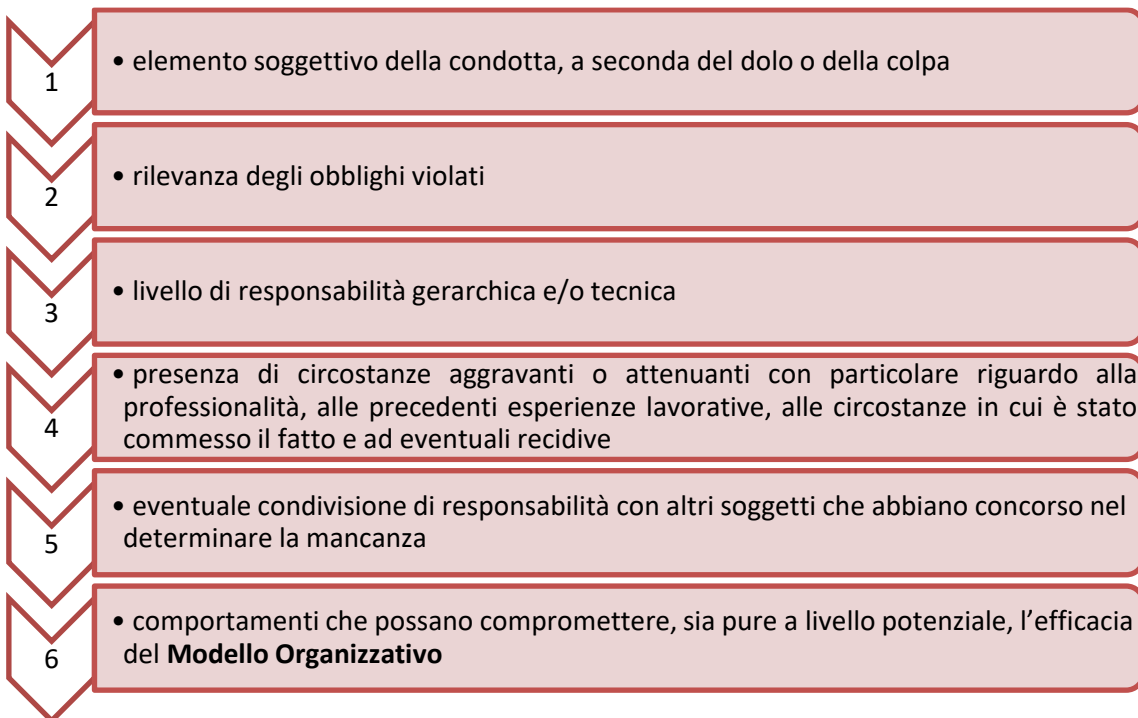 1
• elemento soggettivo della condotta, a seconda del dolo o della colpa
2
• rilevanza degli obblighi violati
3
• livello di responsabilità gerarchica e/o tecnica
4
• presenza di circostanze aggravanti o attenuanti con particolare riguardo alla
professionalità, alle precedenti esperienze lavorative, alle circostanze in cui è stato
commesso il fatto e ad eventuali recidive
5
• eventuale condivisione di responsabilità con altri soggetti che abbiano concorso nel
determinare la mancanza
6
• comportamenti che possano compromettere, sia pure a livello potenziale, l’efficacia
del Modello Organizzativo